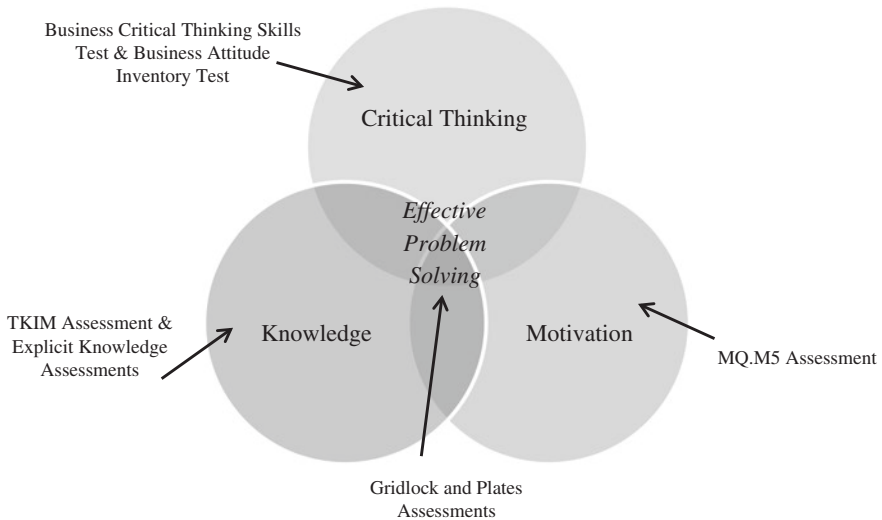 Business Critical Thinking Skills
Test & Business Attitude
Inventory Test
Critical Thinking
Effective
Problem
Solving
TKIM Assessment &
Explicit Knowledge
Assessments
Knowledge
Motivation
MQ.M5 Assessment
Gridlock and Plates
Assessments